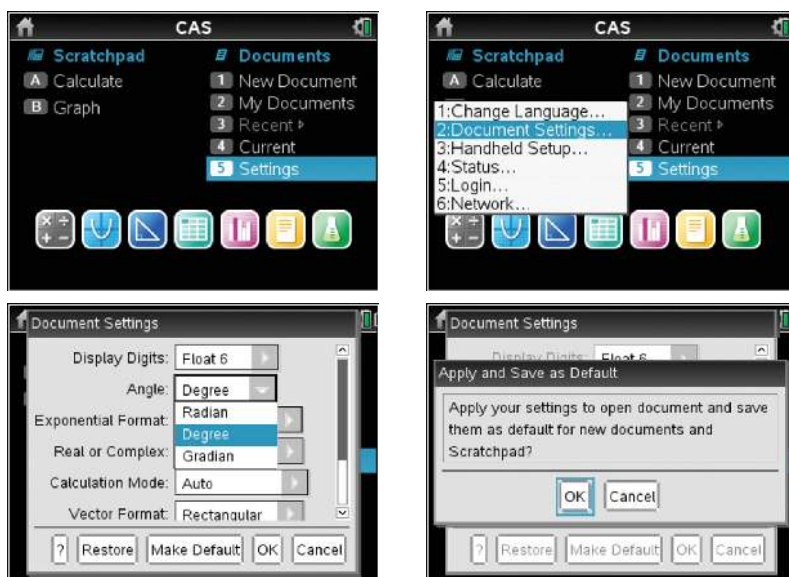 CAS
Scratchpad
A Calculate
B Graph
Documents
1 New Document
2 My Documents
3 Recent
4 Current
5 Settings
CAS
Scratchpad
A Calculate
1:Change Language...
2:Document Settings...
3:Handheld Setup...
4:Status...
5:Login...
6:Network...
Documents
1 New Document
2 My Documents
3 Recent
4 Current
5 Settings
Document Settings
Display Digits: Float 6
Angle: Degree
Radian
Degree
Gradian
Exponential Format:
Real or Complex:
Calculation Mode: Auto
Vector Format: Rectangular
? Restore Make Default OK Cancel
Document Settings
Display Digits: Float 6
Apply and Save as Default
Apply your settings to open document and save
them as default for new documents and
Scratchpad?
OK Cancel
? Restore Make Default OK Cancel